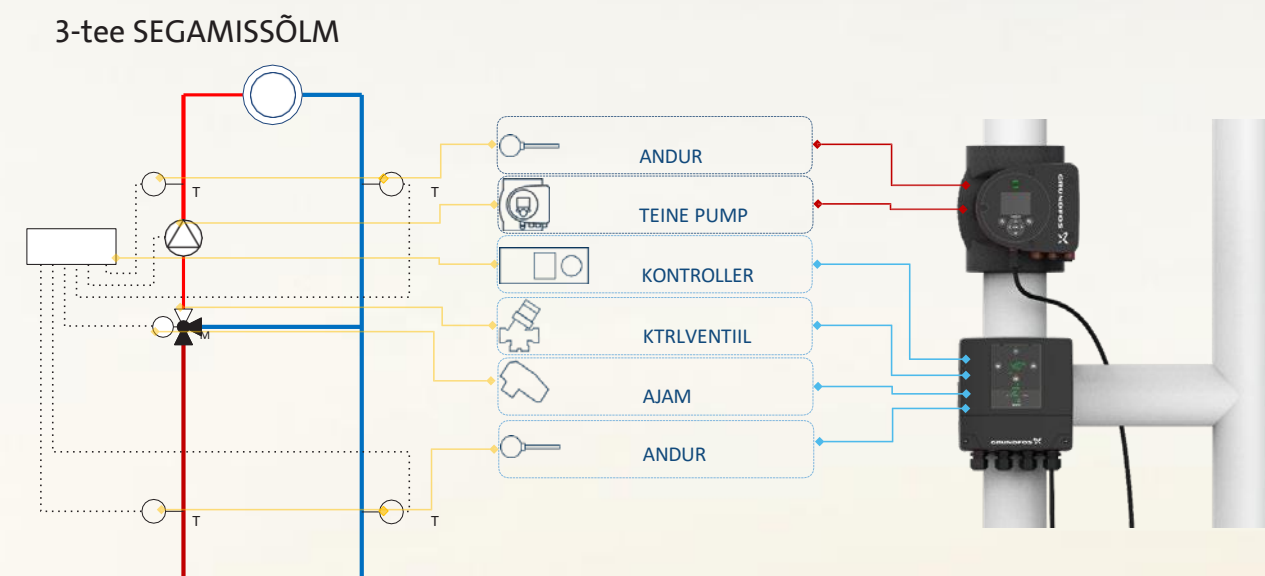 3-tee SEGAMISSÕLM
ANDUR
T
T
TEINE PUMP
GRUNDFOS
KONTROLLER
M
KTRLVENTIIL
AJAM
GRUNDFOS
ANDUR
T
T